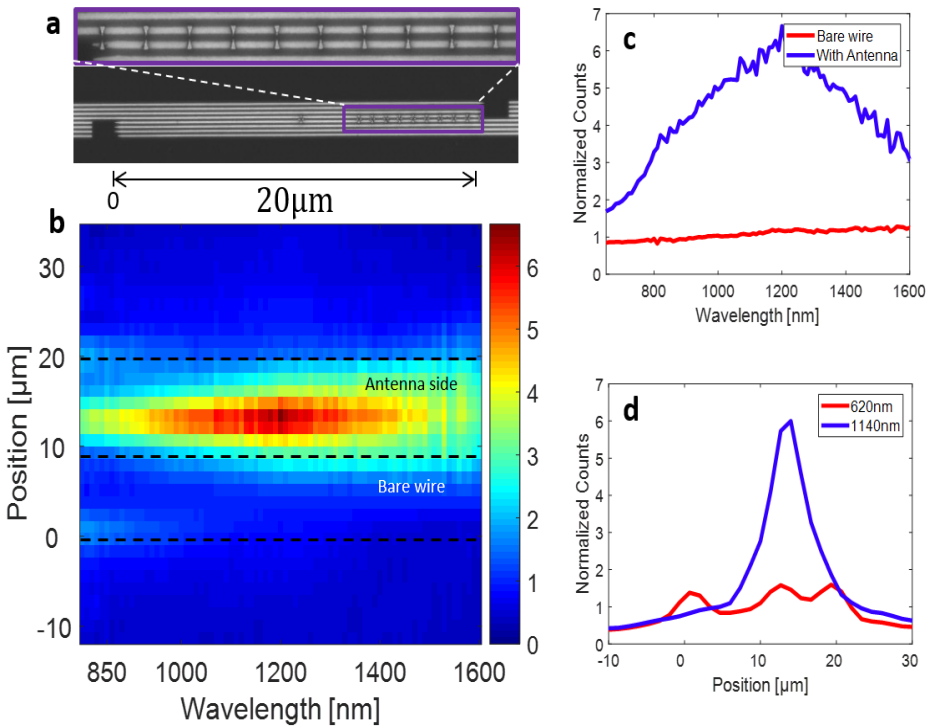 a
0
20μm
b
Position [μm]
30
20
10
0
-10
Antenna side
Bare wire
850 1000 1200 1400 1600
Wavelength [nm]
6
5
4
3
2
1
0
c
Normalized Counts
7
6
5
4
3
2
1
0
Bare wire
With Antenna
800 1000 1200 1400 1600
Wavelength [nm]
d
Normalized Counts
7
6
5
4
3
2
1
0
620nm
1140nm
-10 0 10 20 30
Position [μm]